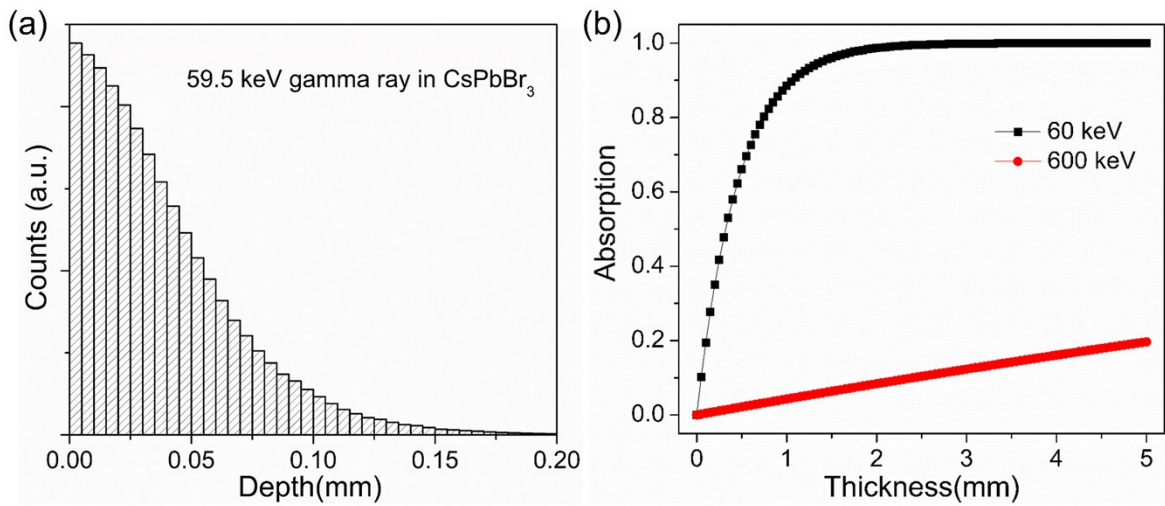 (a)
59.5 keV gamma ray in CsPbBr₃
Counts (a.u.)
0.00 0.05 0.10 0.15 0.20
Depth(mm)
(b)
1.0
0.8
0.6
0.4
0.2
0.0
Absorption
60 keV
600 keV
0 1 2 3 4 5
Thickness(mm)